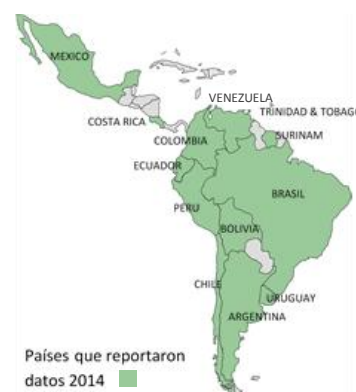 MEXICO
VENEZUELA
TRINIDAD & TOBAGO
COSTA RICA
SURINAM
COLOMBIA
ECUADOR
BRASIL
PERU
BOLIVIA
CHILE
URUGUAY
ARGENTINA
Países que reportaron
datos 2014